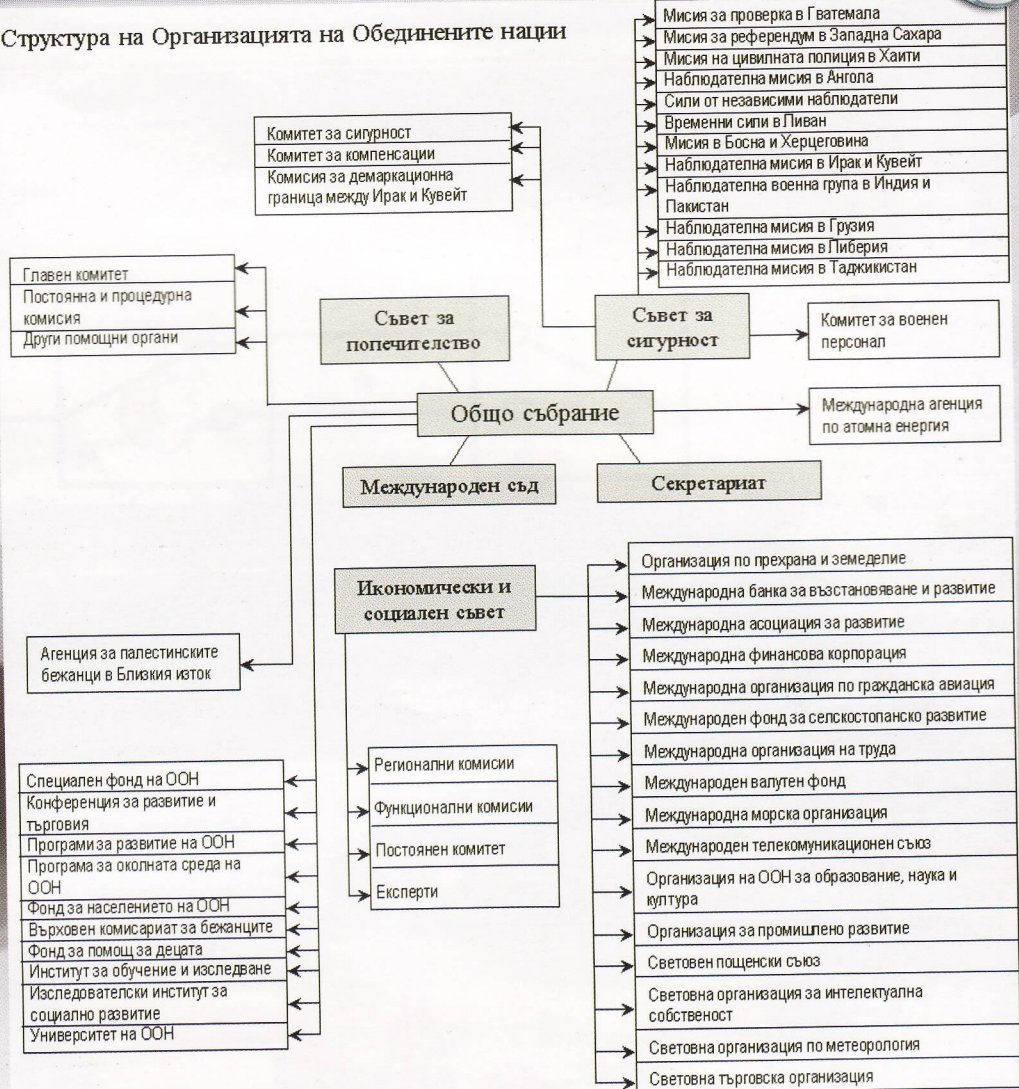 Структура на Организацията на Обединените нации
Мисия за проверка в Гватемала
Мисия за референдум в Западна Сахара
Мисия на цивилната полиция в Хаити
Наблюдателна мисия в Ангола
Сили от независими наблюдатели
Временни сили в Ливан
Мисия в Босна и Херцеговина
Наблюдателна мисия в Ирак и Кувейт
Наблюдателна военна група в Индия и
Пакистан
Наблюдателна мисия в Грузия
Наблюдателна мисия в Либерия
Наблюдателна мисия в Таджикистан
Комитет за сигурност
Комитет за компенсации
Комисия за демаркационна
граница между Ирак и Кувейт
Главен комитет
Постоянна и процедурна
комисия
Други помощни органи
Съвет за
попечителство
Съвет за
сигурност
Комитет за военен
персонал
Общо събрание
Международна агенция
по атомна енергия
Международен съд
Секретариат
Икономически и
социален съвет
Организация по прехрана и земеделие
Международна банка за възстановяване и развитие
Международна асоциация за развитие
Международна финансова корпорация
Международна организация по гражданска авиация
Международен фонд за селскостопанско развитие
Международна организация на труда
Международен валутен фонд
Международна морска организация
Международен телекомуникационен съюз
Организация на ООН за образование, наука и
култура
Организация за промишлено развитие
Световен пощенски съюз
Световна организация за интелектуална
собственост
Световна организация по метеорология
Световна търговска организация
Агенция за палестинските
бежанци в Близкия изток
Регионални комисии
Функционални комисии
Постоянен комитет
Експерти
Специален фонд на ООН
Конференция за развитие и
търговия
Програми за развитие на ООН
Програма за околната среда на
ООН
Фонд за населението на ООН
Върховен комисариат за бежанците
Фонд за помощ за децата
Институт за обучение и изследване
Изследователски институт за
социално развитие
Университет на ООН